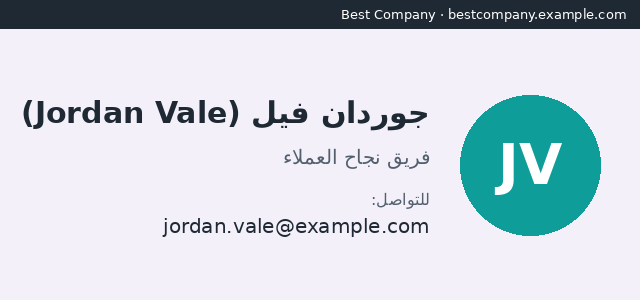 Best Company · bestcompany.example.com
جوردان فيل (Jordan Vale)
فريق نجاح العملاء
للتواصل:
jordan.vale@example.com
JV